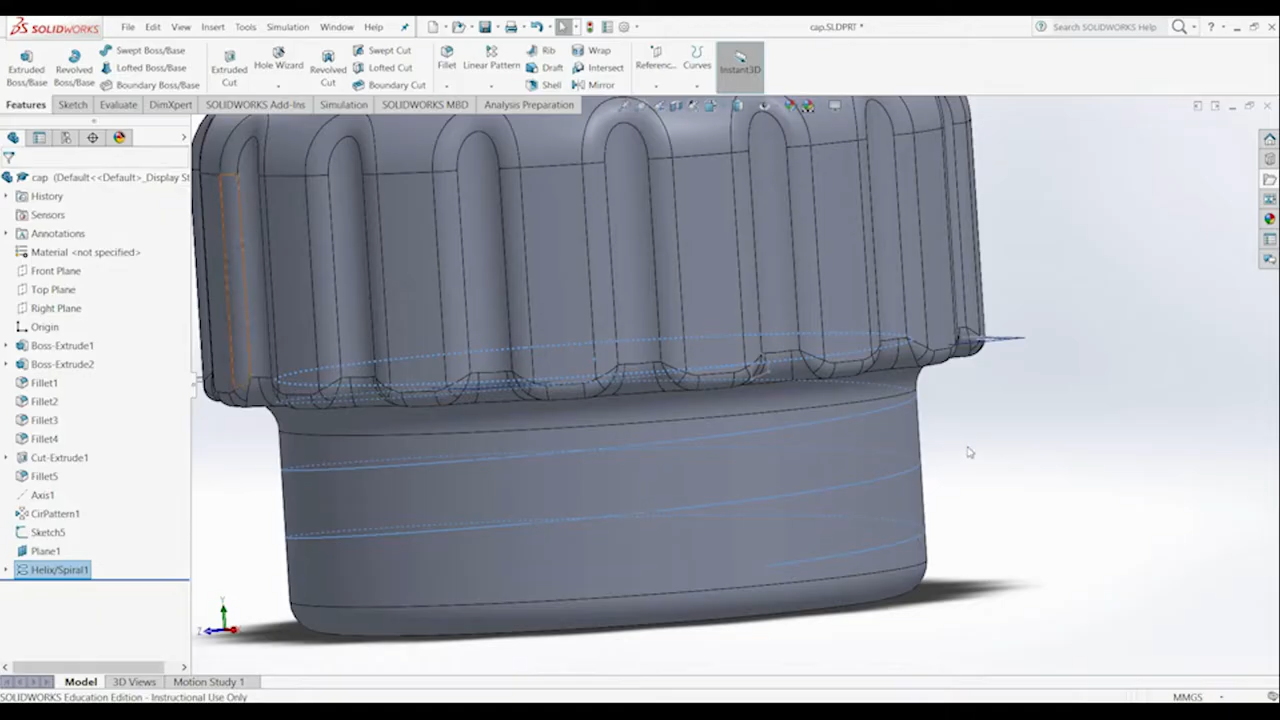 SOLIDWORKS File Edit View Insert Tools Simulation Window Help cap.SLDPRT * Search SOLIDWORKS Help ?
Extruded Boss/Base
Revolved Boss/Base
Swept Boss/Base
Lofted Boss/Base
Boundary Boss/Base
Extruded Cut
Hole Wizard
Revolved Cut
Swept Cut
Lofted Cut
Boundary Cut
Fillet
Linear Pattern
Rib
Draft
Shell
Wrap
Intersect
Mirror
Referenc...
Curves
Instant3D
Features Sketch Evaluate DimXpert SOLIDWORKS Add-Ins Simulation SOLIDWORKS MBD Analysis Preparation
cap (Default<<Default>_Display St
History
Sensors
Annotations
Material <not specified>
Front Plane
Top Plane
Right Plane
Origin
Boss-Extrude1
Boss-Extrude2
Fillet1
Fillet2
Fillet3
Fillet4
Cut-Extrude1
Fillet5
Axis1
CirPattern1
Sketch5
Plane1
Helix/Spiral1
Y
Z
Model 3D Views Motion Study 1
SOLIDWORKS Education Edition - Instructional Use Only MMGS